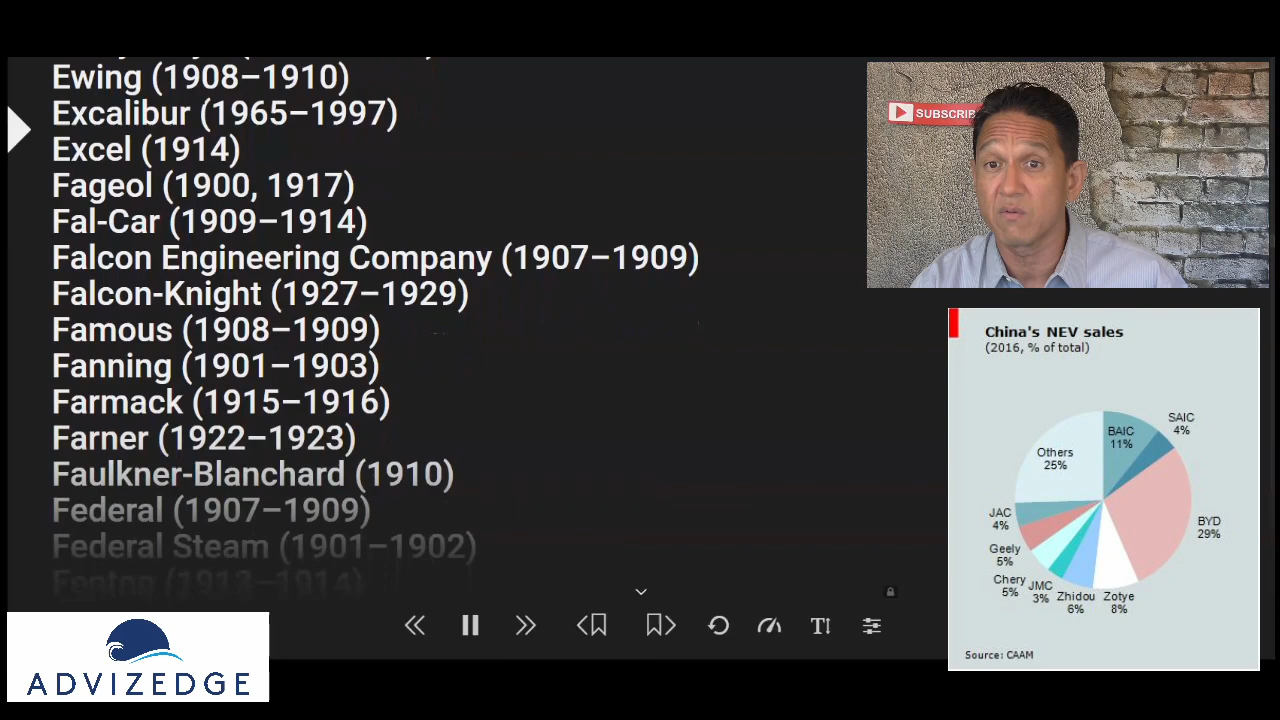 Ewing (1908–1910)
Excalibur (1965–1997)
Excel (1914)
Fageol (1900, 1917)
Fal-Car (1909–1914)
Falcon Engineering Company (1907–1909)
Falcon-Knight (1927–1929)
Famous (1908–1909)
Fanning (1901–1903)
Farmack (1915–1916)
Farner (1922–1923)
Faulkner-Blanchard (1910)
Federal (1907–1909)
Federal Steam (1901–1902)
ADVIZEDGE
SUBSCRIB
China's NEV sales
(2016, % of total)
SAIC
4%
BAIC
11%
Others
25%
JAC
4%
BYD
29%
Geely
5%
Chery
5%
JMC
3%
Zhidou
6%
Zotye
8%
Source: CAAM